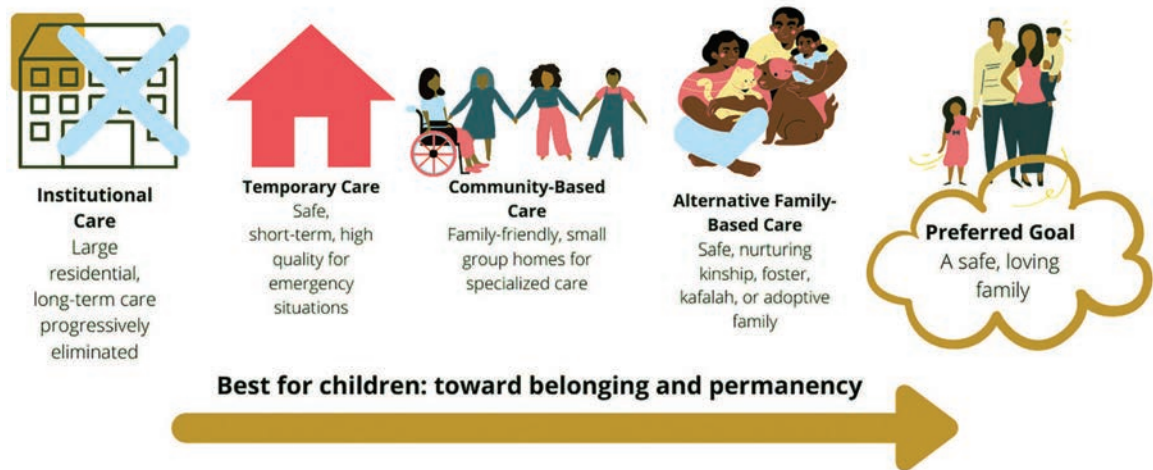 Institutional
Care
Large
residential,
long-term care
progressively
eliminated
Temporary Care
Safe,
short-term, high
quality for
emergency
situations
Community-Based
Care
Family-friendly, small
group homes for
specialized care
Alternative Family-
Based Care
Safe, nurturing
kinship, foster,
kafalah, or adoptive
family
Preferred Goal
A safe, loving
family
Best for children: toward belonging and permanency